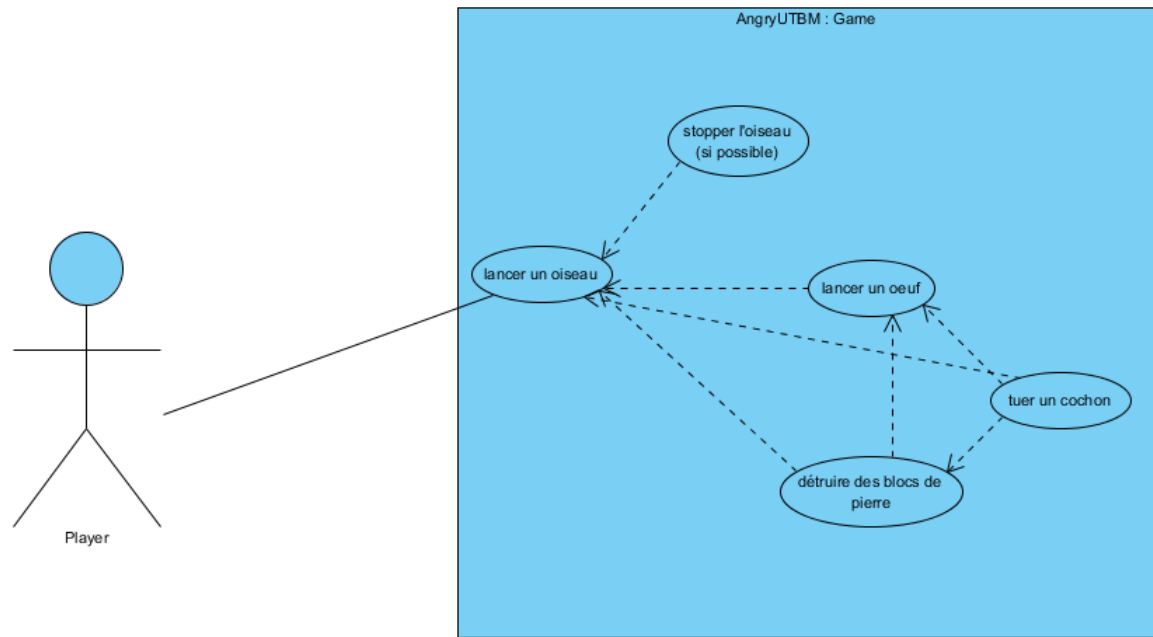 AngryUTBM : Game
stopper l'oiseau
(si possible)
lancer un oiseau
lancer un oeuf
tuer un cochon
détruire des blocs de
pierre
Player